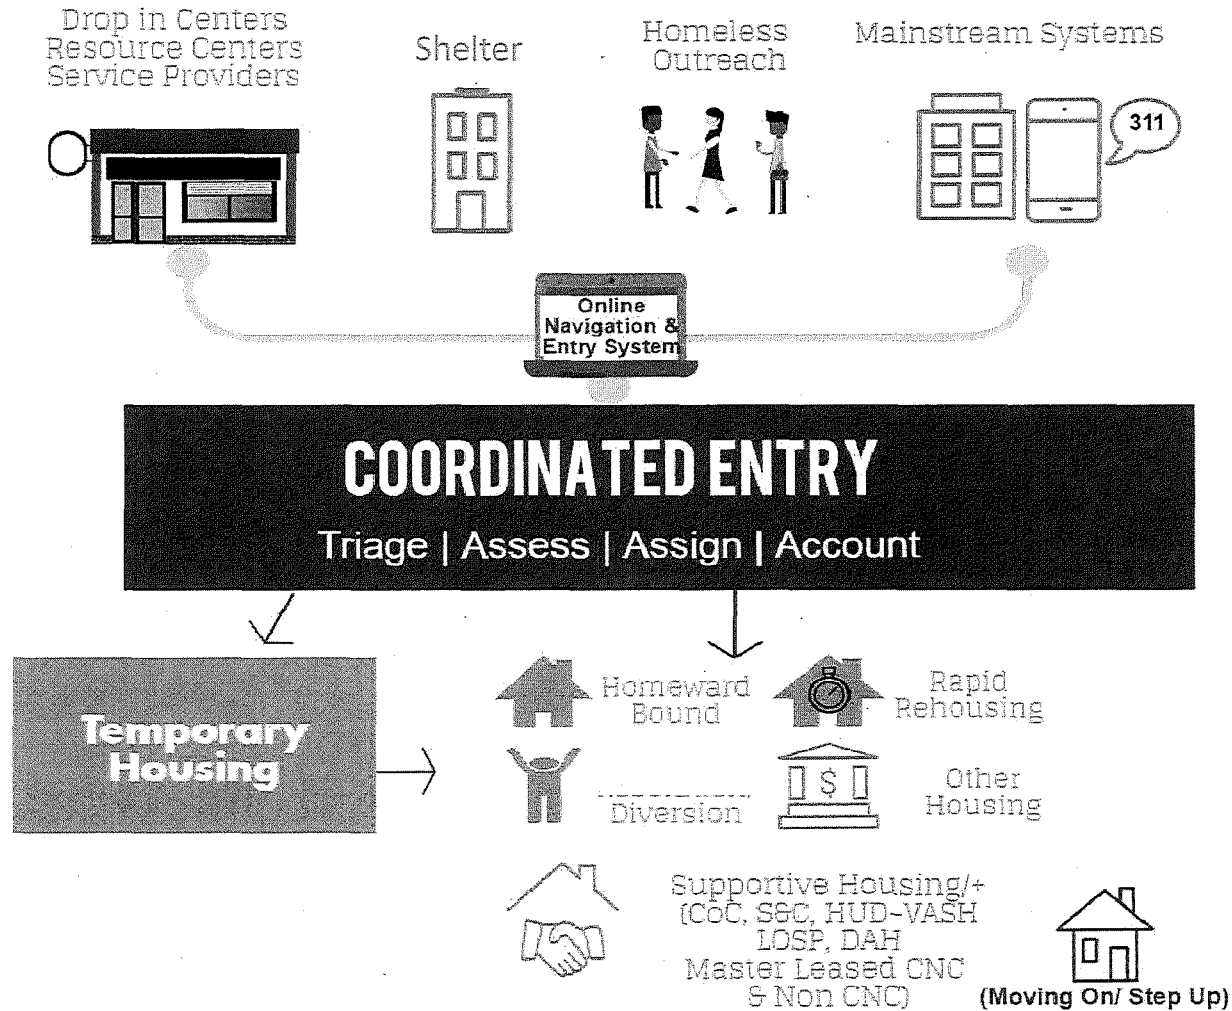 Drop in Centers
Resource Centers
Service Providers
Shelter
Homeless
Outreach
Mainstream Systems
311
Online
Navigation &
Entry System
COORDINATED ENTRY
Triage | Assess | Assign | Account
Temporary
Housing
Homeward
Bound
Rapid
Rehousing
Diversion
Other
Housing
$
Supportive Housing/+
(CoC, S&C, HUD-VASH
LOSP, DAH
Master Leased CNC
& Non CNC)
(Moving On/ Step Up)